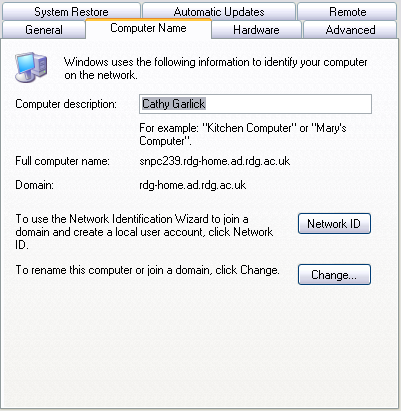 System Restore
Automatic Updates
Remote
General
Computer Name
Hardware
Advanced
Windows uses the following information to identify your computer
on the network.
Computer description:
Cathy Garlick
For example: "Kitchen Computer" or "Mary's
Computer".
Full computer name:
snpc239.rdg-home.ad.rdg.ac.uk
Domain:
rdg-home.ad.rdg.ac.uk
To use the Network Identification Wizard to join a
domain and create a local user account, click Network
ID.
Network ID
To rename this computer or join a domain, click Change.
Change...